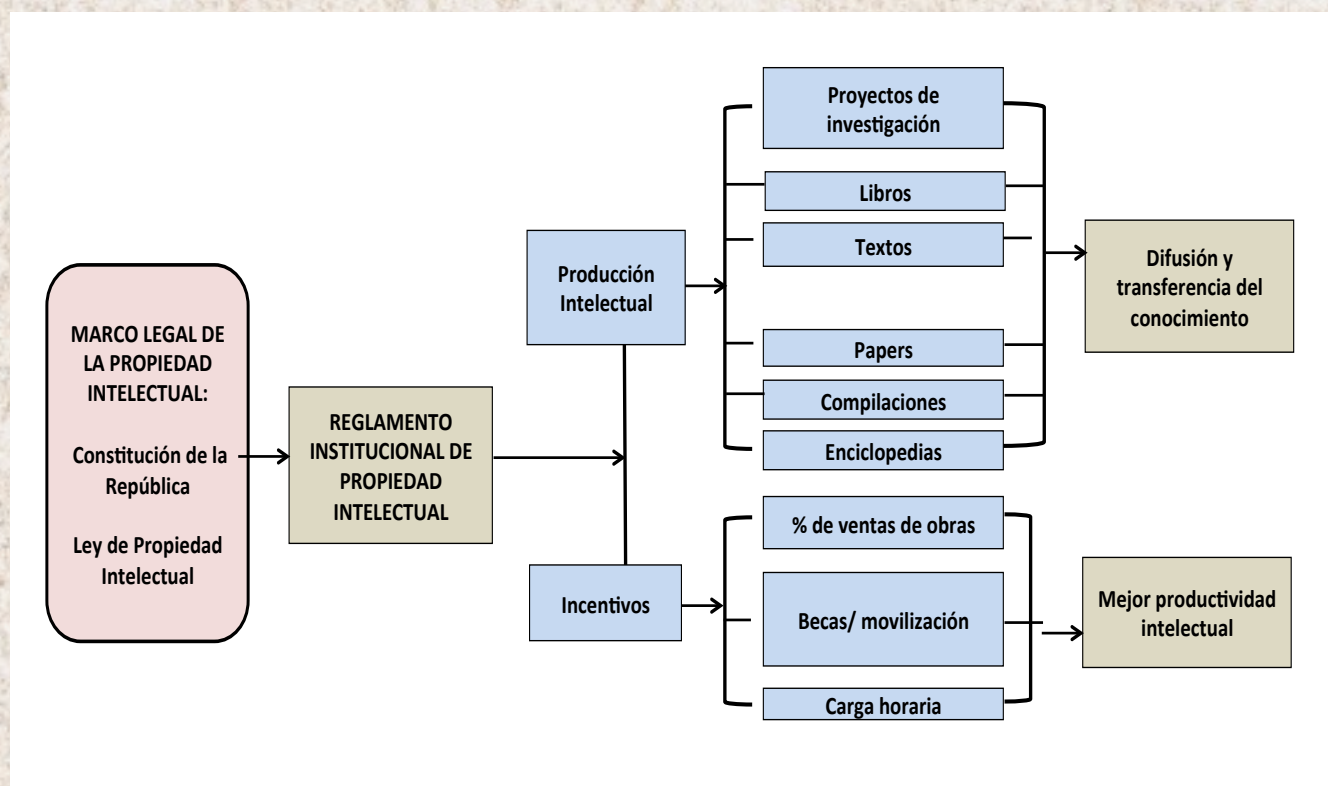 MARCO LEGAL DE
LA PROPIEDAD
INTELECTUAL:
Constitución de la
República
Ley de Propiedad
Intelectual
REGLAMENTO
INSTITUCIONAL DE
PROPIEDAD
INTELECTUAL
Producción
Intelectual
Incentivos
Proyectos de
investigación
Libros
Textos
Papers
Compilaciones
Enciclopedias
% de ventas de obras
Becas/ movilización
Carga horaria
Difusión y
transferencia del
conocimiento
Mejor productividad
intelectual